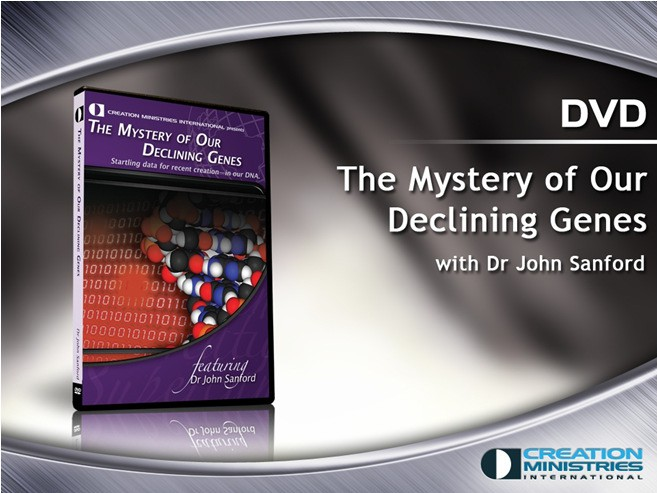 DVD
The Mystery of Our
Declining Genes
with Dr John Sanford
CREATION MINISTRIES INTERNATIONAL presents
THE MYSTERY OF OUR
DECLINING GENES
Startling data for recent creation—in our DNA.
THE MYSTERY OF OUR DECLINING GENES
Dr John Sanford
DVD
featuring
Dr John Sanford
CREATION
MINISTRIES
INTERNATIONAL